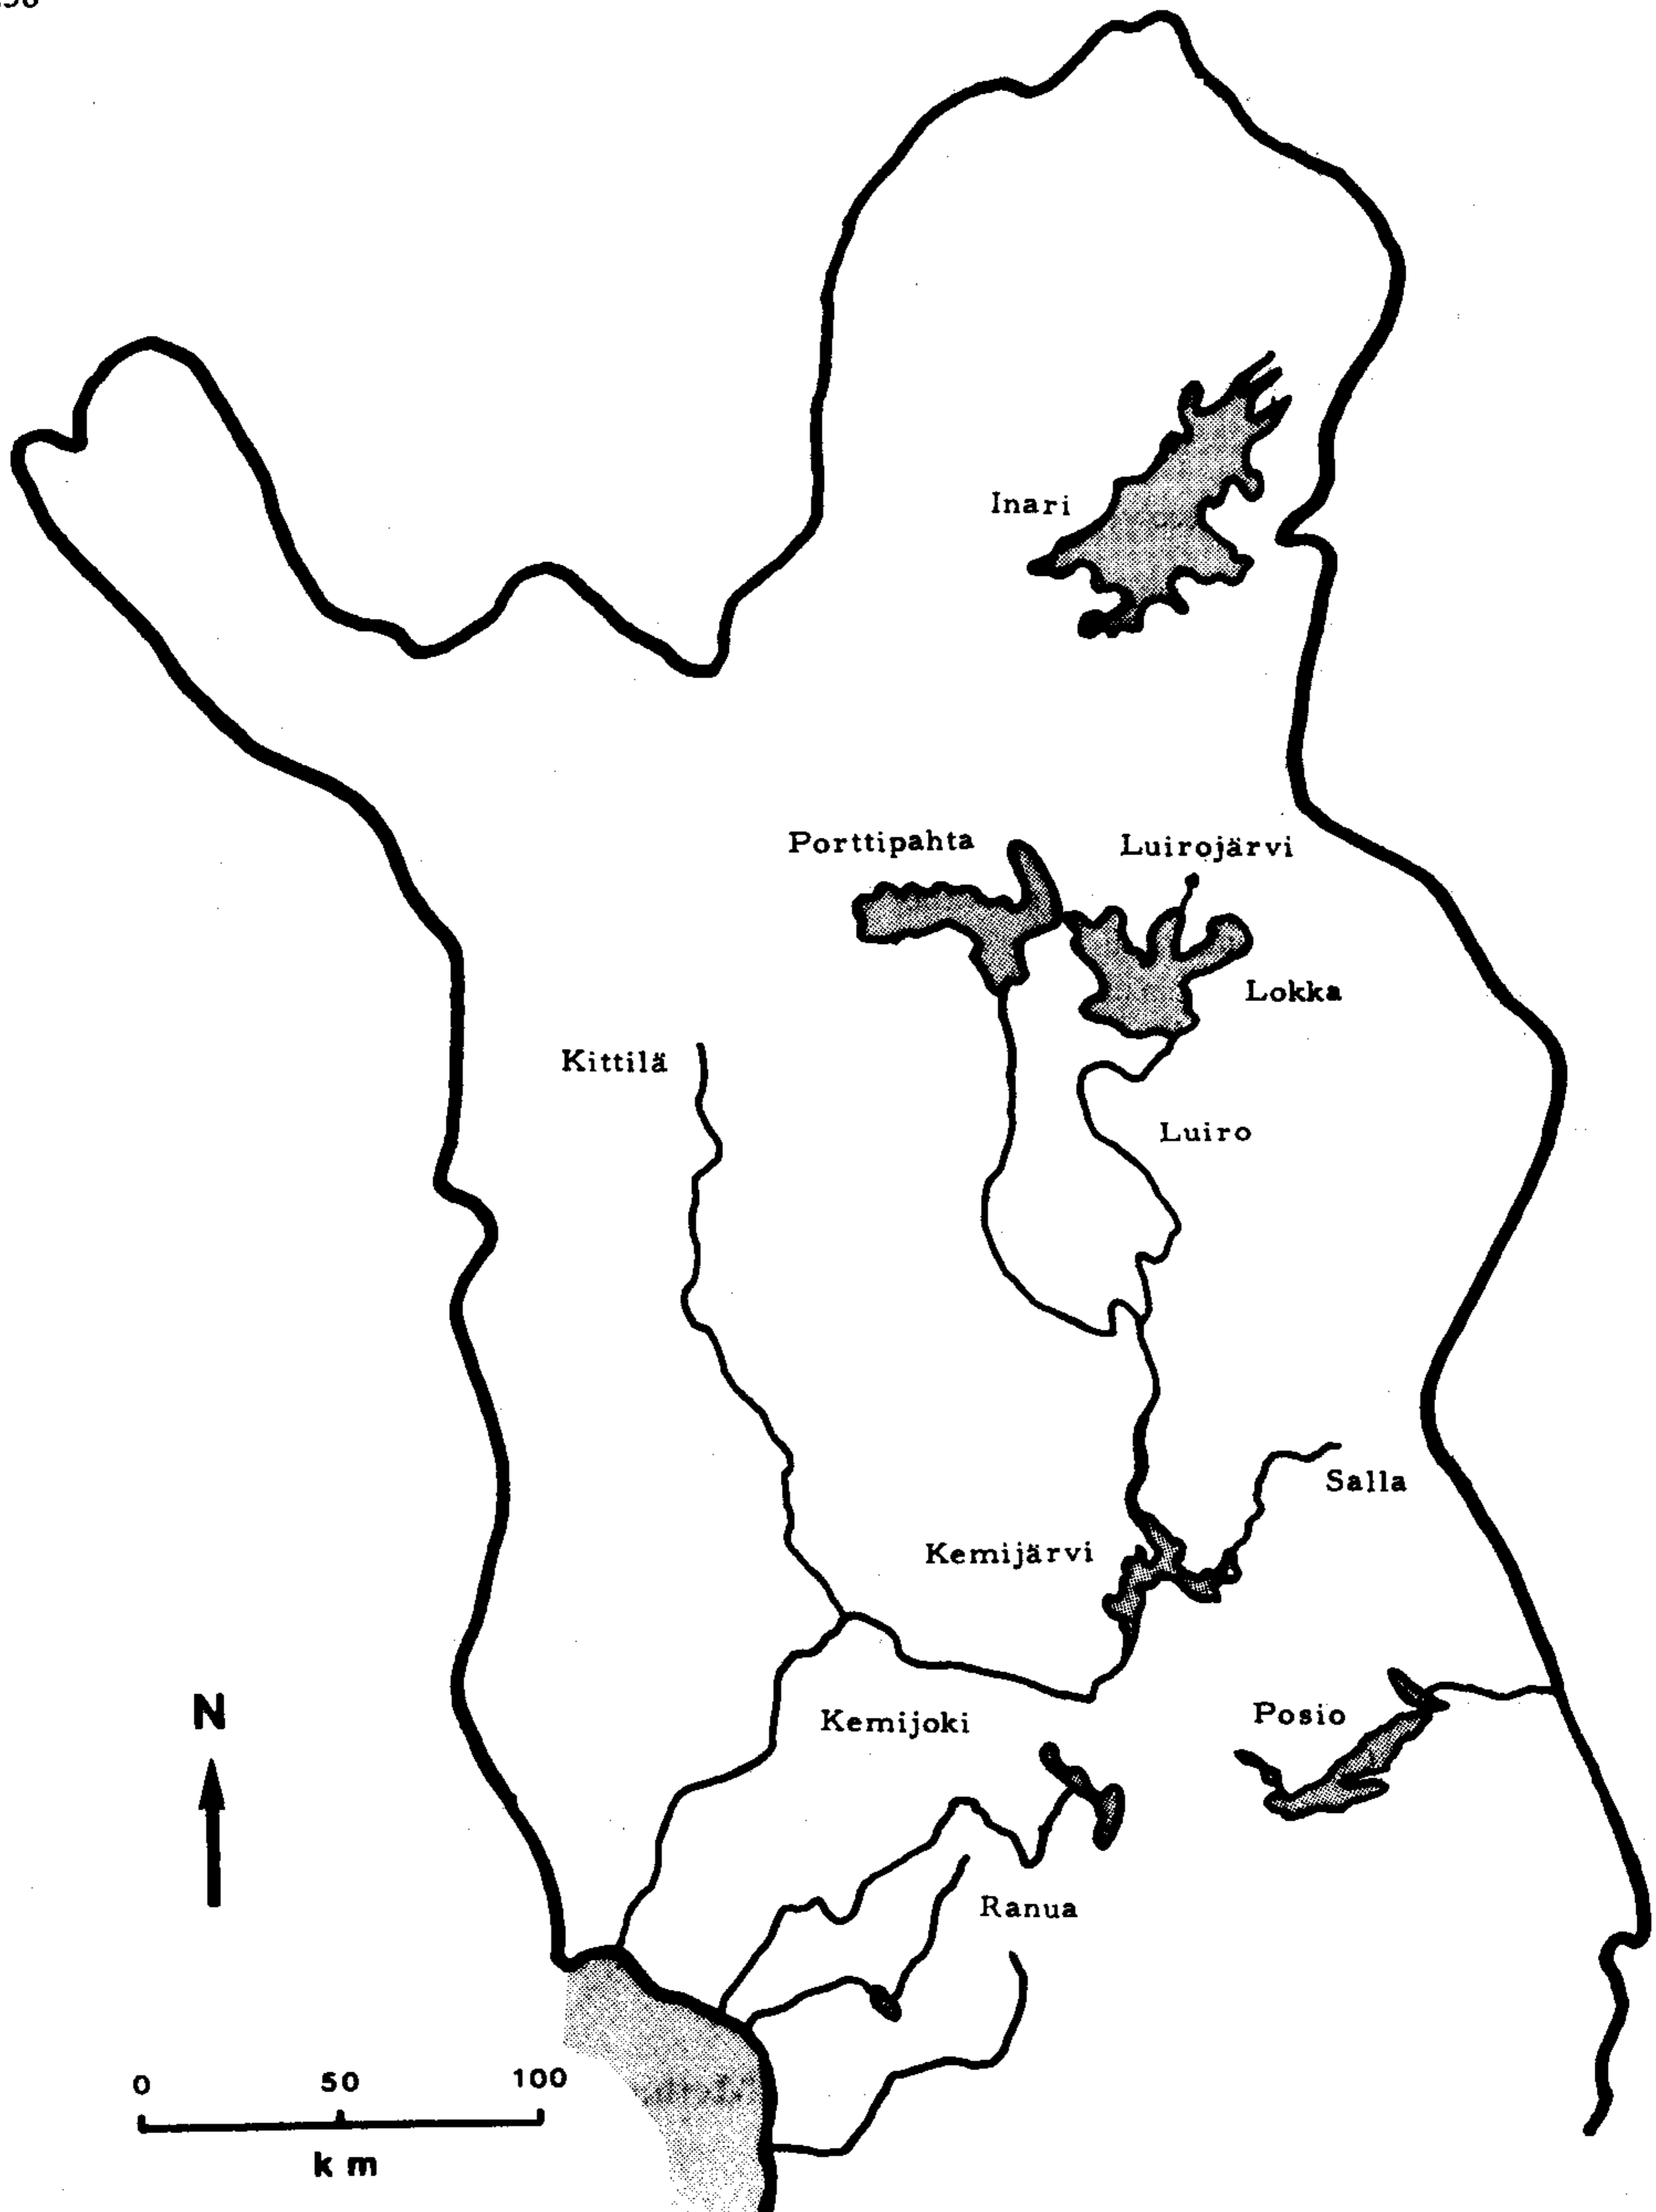 Inari
Porttipahta
Luirojärvi
Lokka
Kittilä
Luiro
Salla
Kemijärvi
Posio
N
Kemijoki
Ranua
0 50 100
km